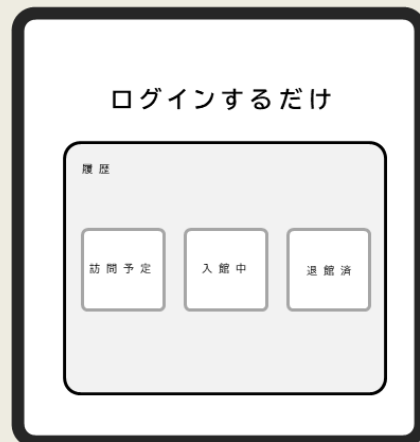 ログインするだけ
履歴
訪問予定
入館中
退館済